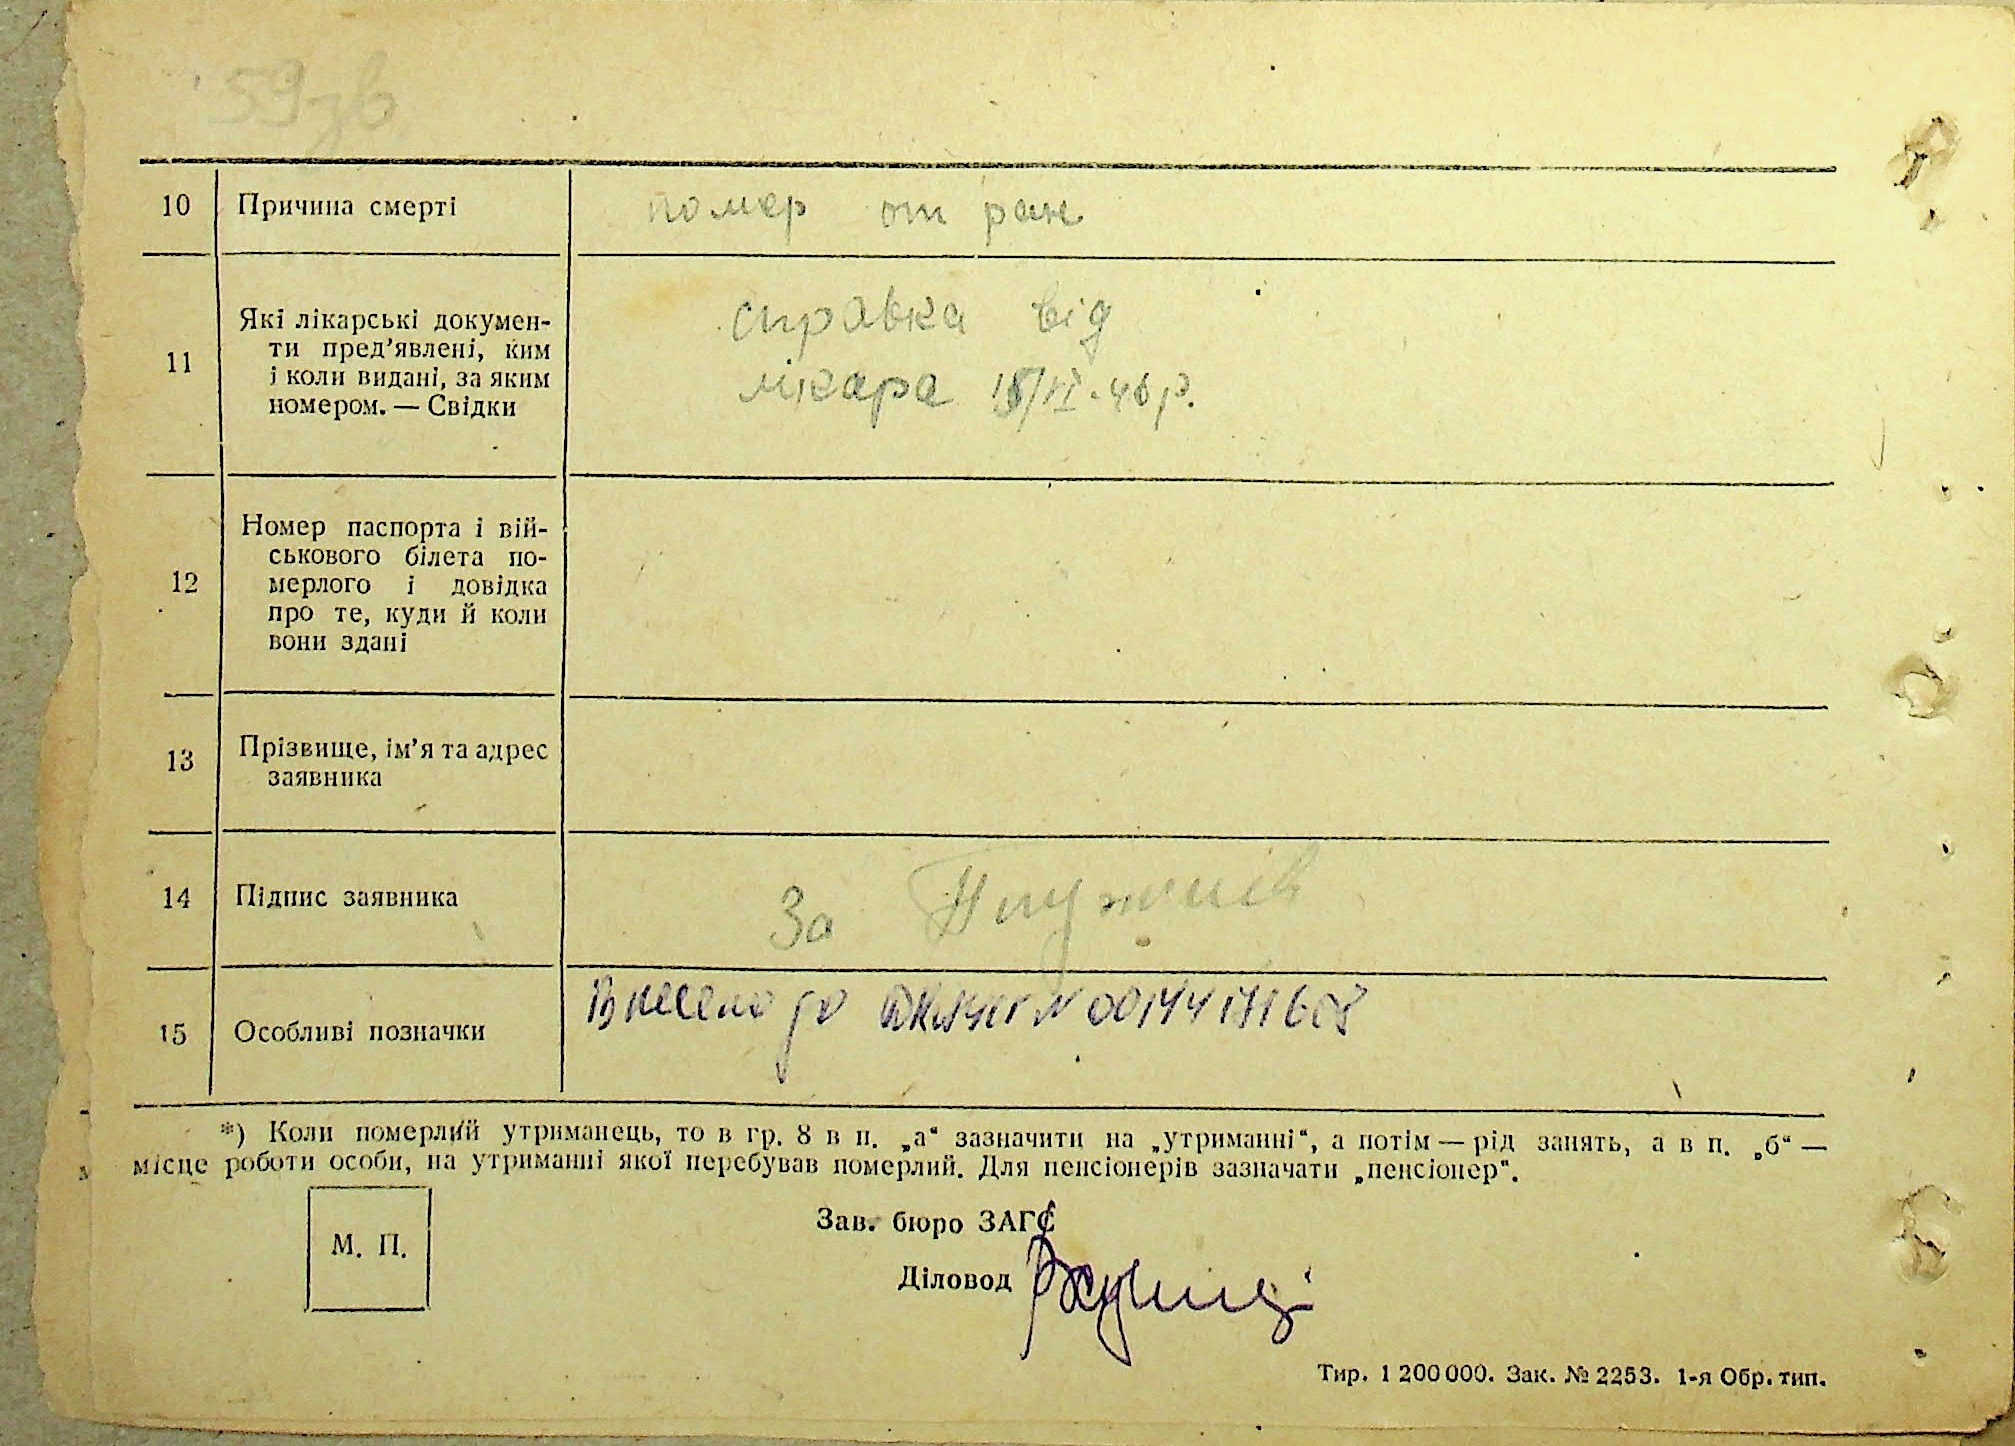 59зв
10 Причина смерті помер от ран
11 Які лікарські докумен-
ти пред’явлені, ким
і коли видані, за яким
номером. — Свідки
справка від
лікара
12 Номер паспорта і вій-
ськового білета по-
мерлого і довідка
про те, куди й коли
вони здані
13 Прізвище, ім’я та адрес
заявника
14 Підпис заявника За
15 Особливі позначки Внесено до
*) Коли померлий утриманець, то в гр. 8 в п. „а“ зазначити на „утриманні“, а потім — рід занять, а в п. „б“ —
місце роботи особи, на утриманні якої перебував померлий. Для пенсіонерів зазначати „пенсіонер“.
М. П.
Зав. бюро ЗАГС
Діловод
Тир. 1 200 000. Зак. № 2253. 1-я Обр. тип.